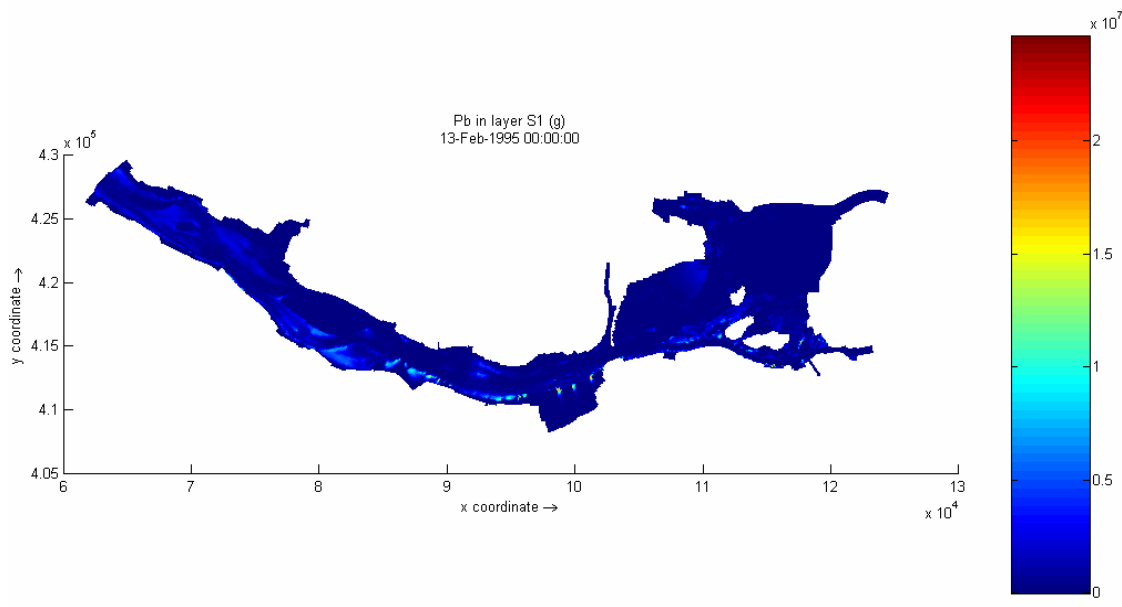 x 10^7
Pb in layer S1 (g)
13-Feb-1995 00:00:00
x 10^5
4.3
4.25
4.2
4.15
4.1
4.05
y coordinate →
6 7 8 9 10 11 12 13
x coordinate →
x 10^4
2
1.5
1
0.5
0